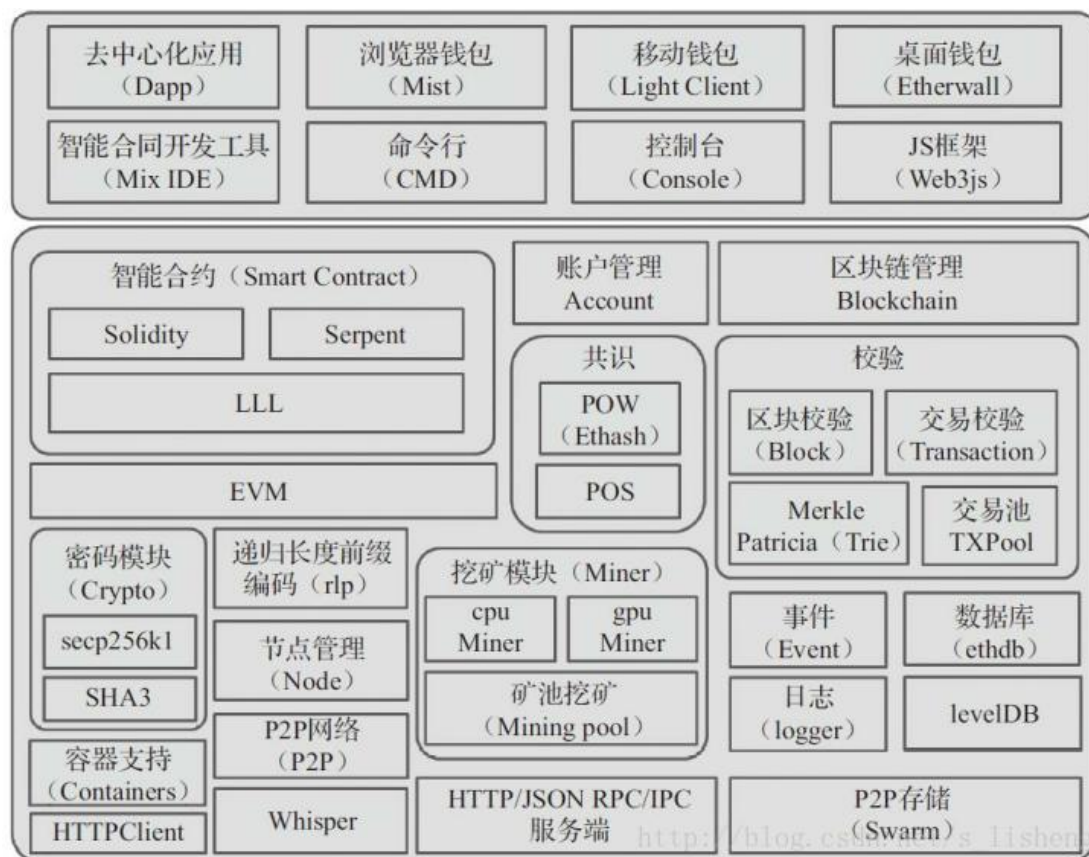 去中心化应用
（Dapp）
浏览器钱包
（Mist）
移动钱包
（Light Client）
桌面钱包
（Etherwall）
智能合同开发工具
（Mix IDE）
命令行
（CMD）
控制台
（Console）
JS框架
（Web3js）
智能合约（Smart Contract）
Solidity
Serpent
LLL
EVM
账户管理
Account
区块链管理
Blockchain
共识
POW
（Ethash）
POS
校验
区块校验
（Block）
交易校验
（Transaction）
Merkle
Patricia（Trie）
交易池
TXPool
密码模块
（Crypto）
secp256k1
SHA3
递归长度前缀
编码（rlp）
节点管理
（Node）
P2P网络
（P2P）
Whisper
容器支持
（Containers）
HTTPClient
挖矿模块（Miner）
cpu
Miner
gpu
Miner
矿池挖矿
（Mining pool）
事件
（Event）
数据库
（ethdb）
日志
（logger）
levelDB
HTTP/JSON RPC/IPC
服务端
P2P存储
（Swarm）